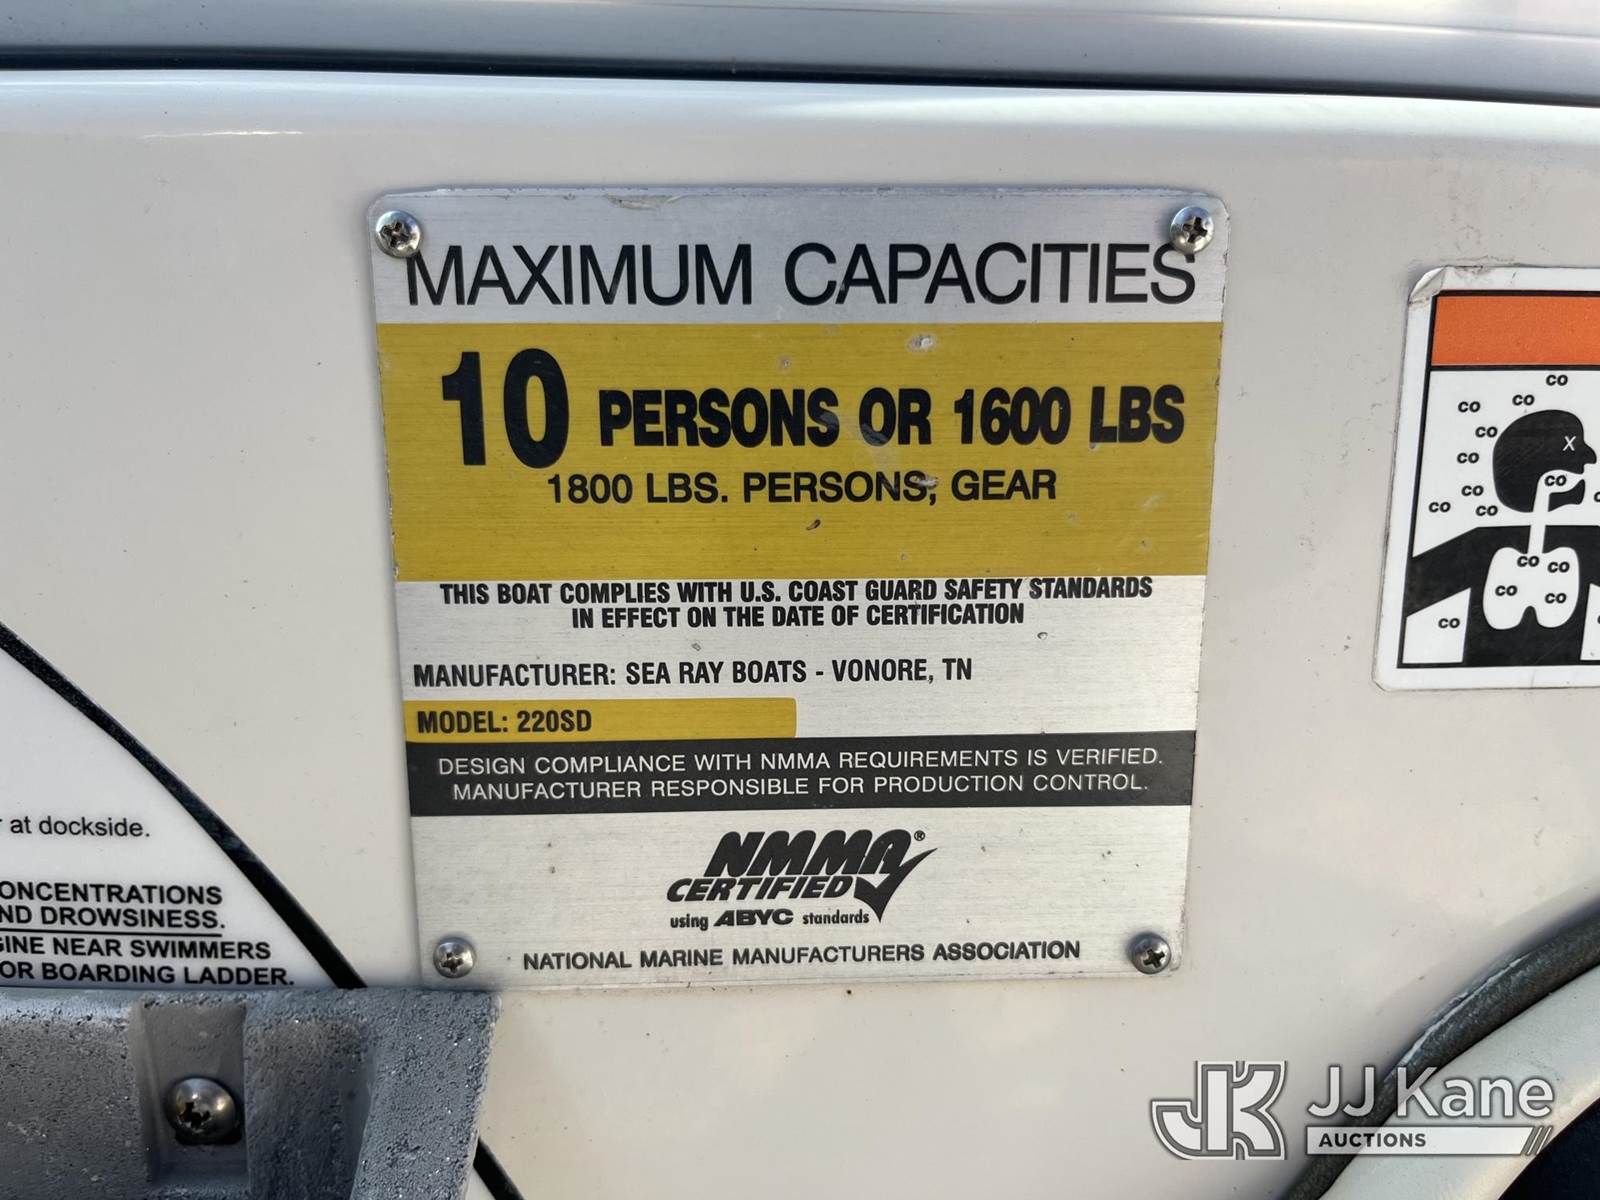 MAXIMUM CAPACITIES
10 PERSONS OR 1600 LBS
1800 LBS. PERSONS, GEAR
THIS BOAT COMPLIES WITH U.S. COAST GUARD SAFETY STANDARDS
IN EFFECT ON THE DATE OF CERTIFICATION
MANUFACTURER: SEA RAY BOATS - VONORE, TN
MODEL: 220SD
DESIGN COMPLIANCE WITH NMMA REQUIREMENTS IS VERIFIED.
MANUFACTURER RESPONSIBLE FOR PRODUCTION CONTROL.
NMMA®
CERTIFIED
using ABYC standards
NATIONAL MARINE MANUFACTURERS ASSOCIATION
at dockside.
ONCENTRATIONS
ND DROWSINESS.
GINE NEAR SWIMMERS
OR BOARDING LADDER.
CO
CO CO
CO X
CO CO
CO
CO CO
CO CO
CO CO
CO CO
JK JJ Kane
AUCTIONS